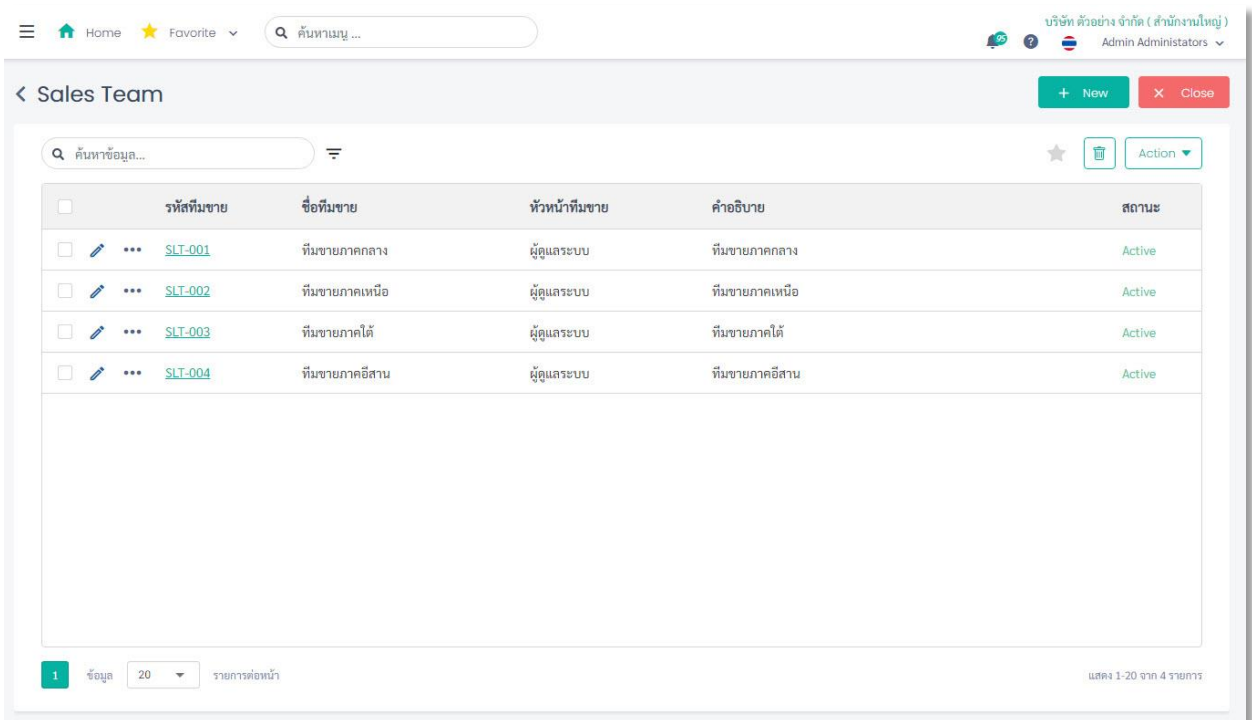 บริษัท ตัวอย่าง จำกัด ( สำนักงานใหญ่ )
Home Favorite ค้นหาเมนู ... 95 ? Admin Administators
Sales Team + New × Close
ค้นหาข้อมูล... Action
รหัสทีมขาย ชื่อทีมขาย หัวหน้าทีมขาย คำอธิบาย สถานะ
SLT-001 ทีมขายภาคกลาง ผู้ดูแลระบบ ทีมขายภาคกลาง Active
SLT-002 ทีมขายภาคเหนือ ผู้ดูแลระบบ ทีมขายภาคเหนือ Active
SLT-003 ทีมขายภาคใต้ ผู้ดูแลระบบ ทีมขายภาคใต้ Active
SLT-004 ทีมขายภาคอีสาน ผู้ดูแลระบบ ทีมขายภาคอีสาน Active
1 ข้อมูล 20 รายการต่อหน้า แสดง 1-20 จาก 4 รายการ